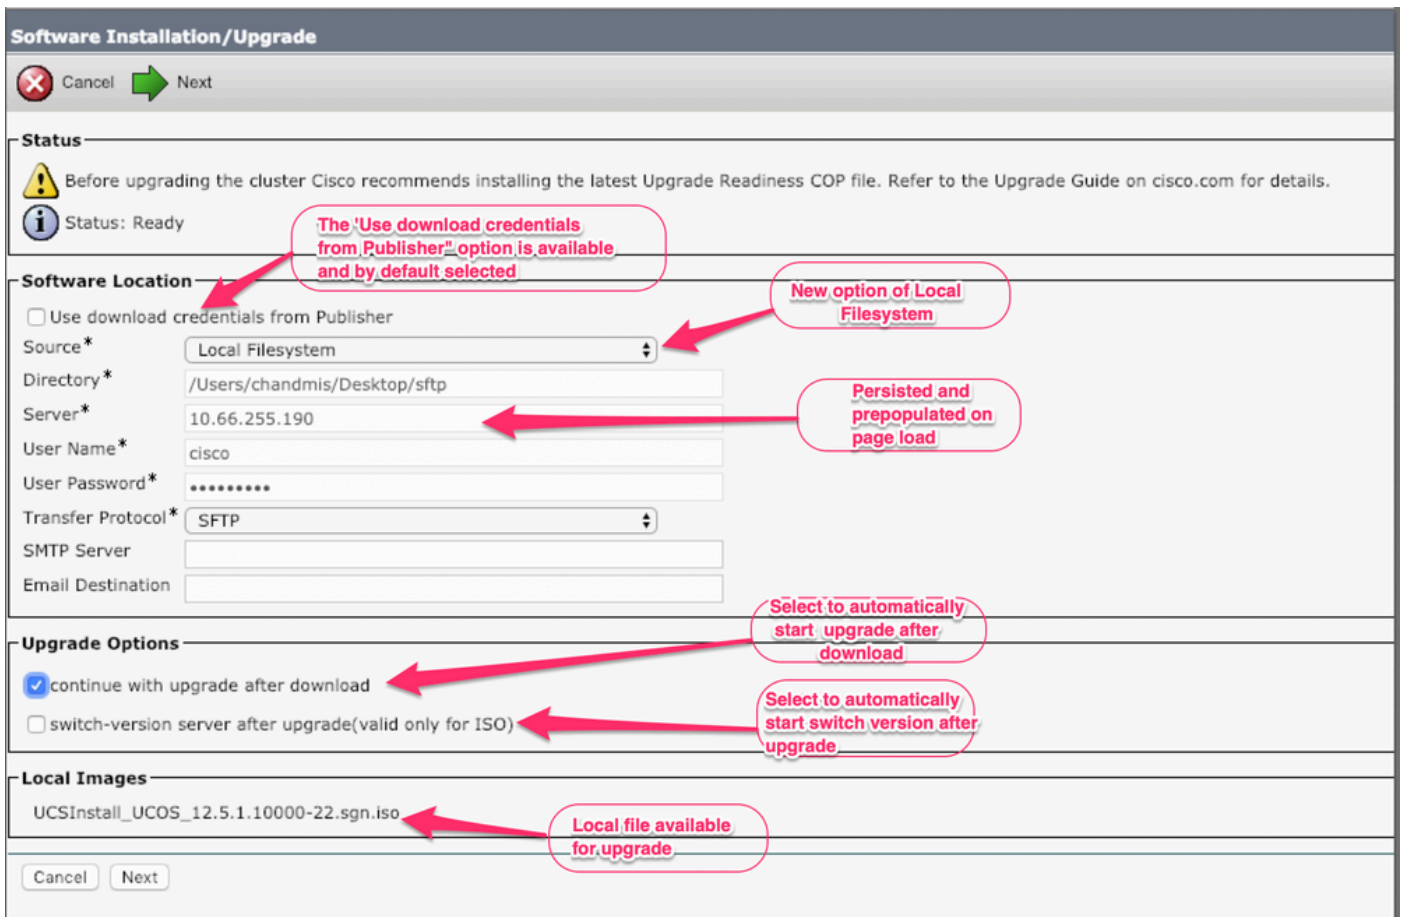 Software Installation/Upgrade
Cancel Next
Status
Before upgrading the cluster Cisco recommends installing the latest Upgrade Readiness COP file. Refer to the Upgrade Guide on cisco.com for details.
Status: Ready
The 'Use download credentials
from Publisher" option is available
and by default selected
Software Location
New option of Local
Filesystem
Use download credentials from Publisher
Source* Local Filesystem
Directory* /Users/chandmis/Desktop/sftp
Server* 10.66.255.190
Persisted and
prepopulated on
page load
User Name* cisco
User Password* •••••••••
Transfer Protocol* SFTP
SMTP Server
Email Destination
Select to automatically
start upgrade after
download
Upgrade Options
continue with upgrade after download
switch-version server after upgrade(valid only for ISO)
Select to automatically
start switch version after
upgrade
Local Images
UCSInstall_UCOS_12.5.1.10000-22.sgn.iso
Local file available
for upgrade
Cancel Next